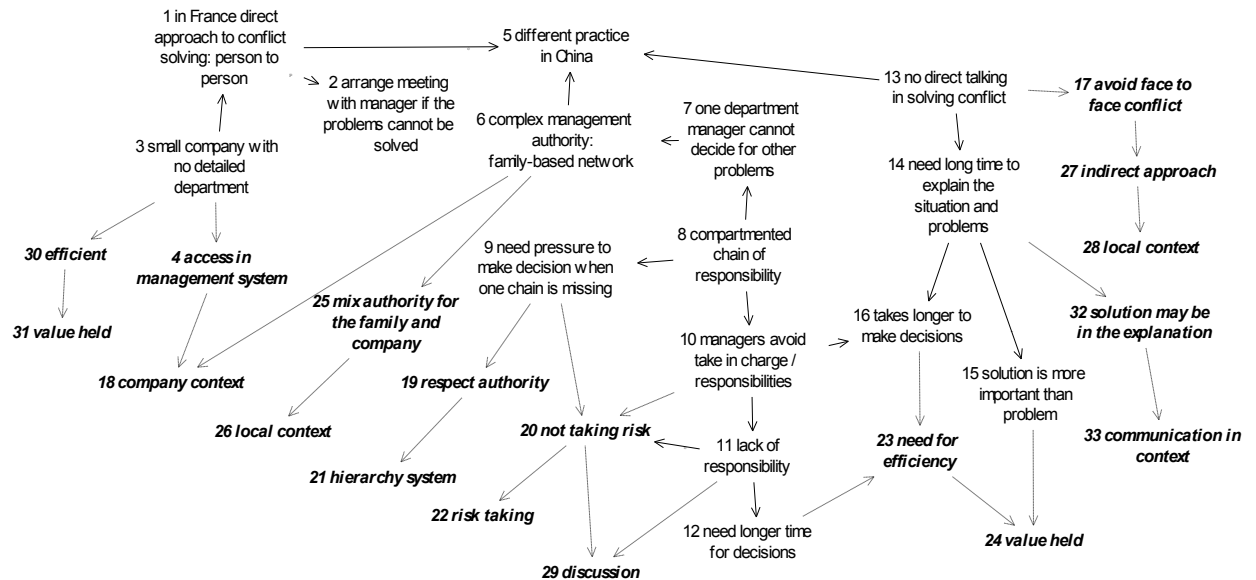 1 in France direct
approach to conflict
solving: person to
person
5 different practice
in China
2 arrange meeting
with manager if the
problems cannot be
solved
13 no direct talking
in solving conflict
17 avoid face to
face conflict
3 small company with
no detailed
department
6 complex management
authority:
family-based network
7 one department
manager cannot
decide for other
problems
14 need long time to
explain the
situation and
problems
27 indirect approach
30 efficient
4 access in
management system
9 need pressure to
make decision when
one chain is missing
8 compartmented
chain of
responsibility
28 local context
31 value held
25 mix authority for
the family and
company
16 takes longer to
make decisions
32 solution may be
in the explanation
18 company context
19 respect authority
10 managers avoid
take in charge /
responsibilities
15 solution is more
important than
problem
26 local context
20 not taking risk
11 lack of
responsibility
23 need for
efficiency
33 communication in
context
21 hierarchy system
22 risk taking
12 need longer time
for decisions
24 value held
29 discussion